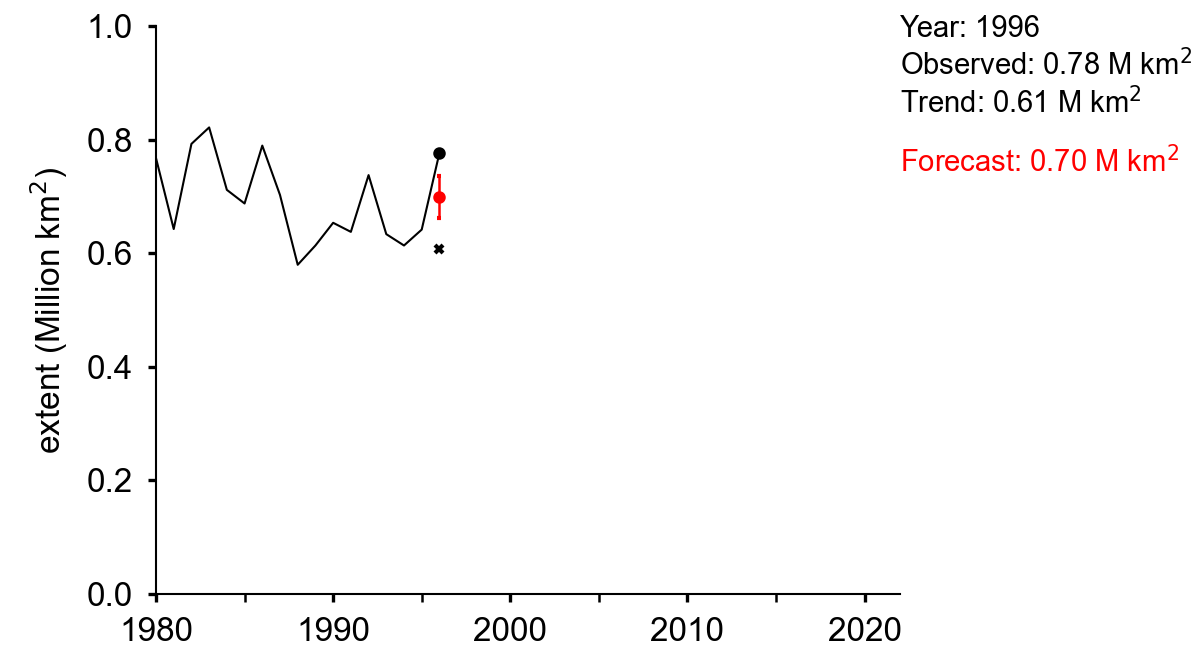 1.0
0.8
0.6
0.4
0.2
0.0
extent (Million km²)
1980 1990 2000 2010 2020
Year: 1996
Observed: 0.78 M km²
Trend: 0.61 M km²
Forecast: 0.70 M km²